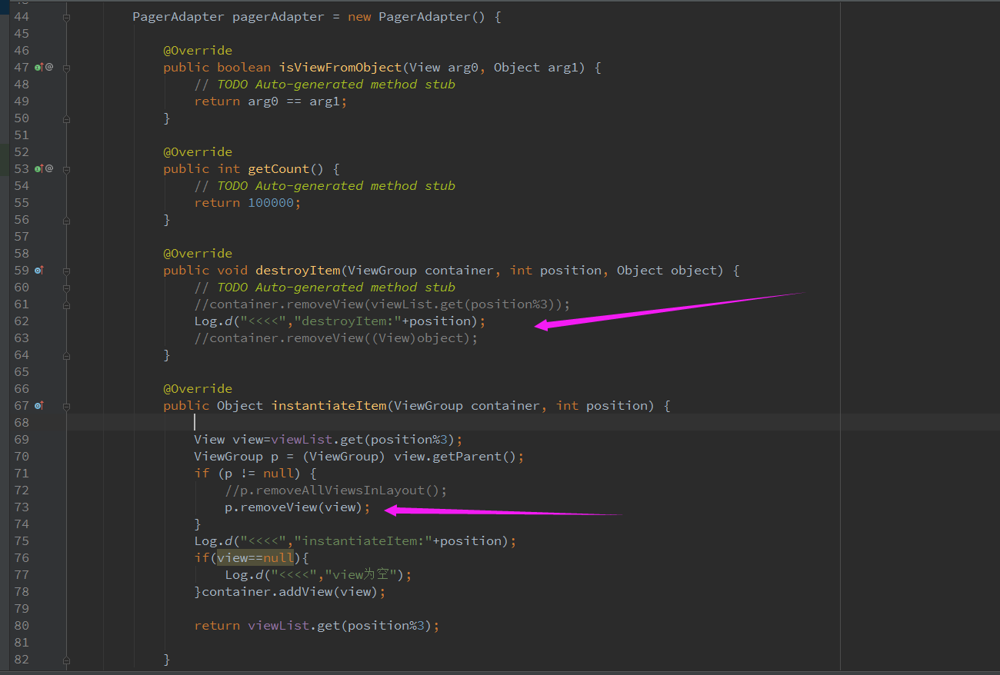 44 PagerAdapter pagerAdapter = new PagerAdapter() {
45
46 @Override
47 @ public boolean isViewFromObject(View arg0, Object arg1) {
48 // TODO Auto-generated method stub
49 return arg0 == arg1;
50 }
51
52 @Override
53 @ public int getCount() {
54 // TODO Auto-generated method stub
55 return 100000;
56 }
57
58 @Override
59 public void destroyItem(ViewGroup container, int position, Object object) {
60 // TODO Auto-generated method stub
61 //container.removeView(viewList.get(position%3));
62 Log.d("<<<<","destroyItem:"+position);
63 //container.removeView((View)object);
64 }
65
66 @Override
67 public Object instantiateItem(ViewGroup container, int position) {
68
69 View view=viewList.get(position%3);
70 ViewGroup p = (ViewGroup) view.getParent();
71 if (p != null) {
72 //p.removeAllViewsInLayout();
73 p.removeView(view);
74 }
75 Log.d("<<<<","instantiateItem:"+position);
76 if(view==null){
77 Log.d("<<<<","view为空");
78 }container.addView(view);
79
80 return viewList.get(position%3);
81
82 }